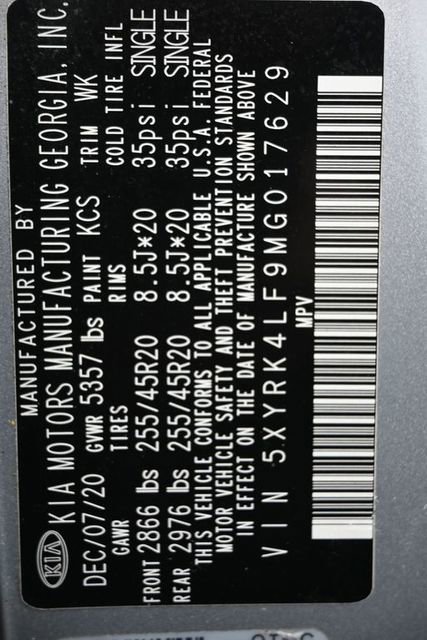 MANUFACTURED BY
KIA KIA MOTORS MANUFACTURING GEORGIA, INC.
DEC/07/20 GVWR 5357 lbs PAINT KCS TRIM WK
GAWR TIRES RIMS COLD TIRE INFL
FRONT 2866 lbs 255/45R20 8.5J*20 35psi SINGLE
REAR 2976 lbs 255/45R20 8.5J*20 35psi SINGLE
THIS VEHICLE CONFORMS TO ALL APPLICABLE U.S.A. FEDERAL
MOTOR VEHICLE SAFETY AND THEFT PREVENTION STANDARDS
IN EFFECT ON THE DATE OF MANUFACTURE SHOWN ABOVE
VIN 5XYRK4LF9MG017629
MPV